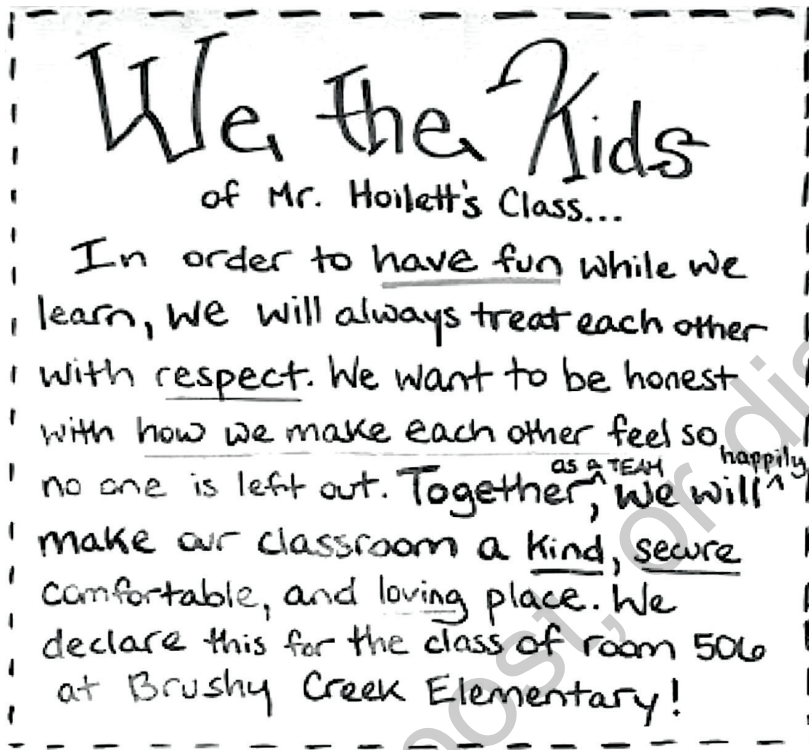 We the Kids
of Mr. Hoilett's Class...
In order to have fun while we
learn, we will always treat each other
with respect. We want to be honest
with how we make each other feel so
no one is left out. Together, as a TEAM we will happily
make our classroom a kind, secure
comfortable, and loving place. We
declare this for the class of room 506
at Brushy Creek Elementary!
post, or dis